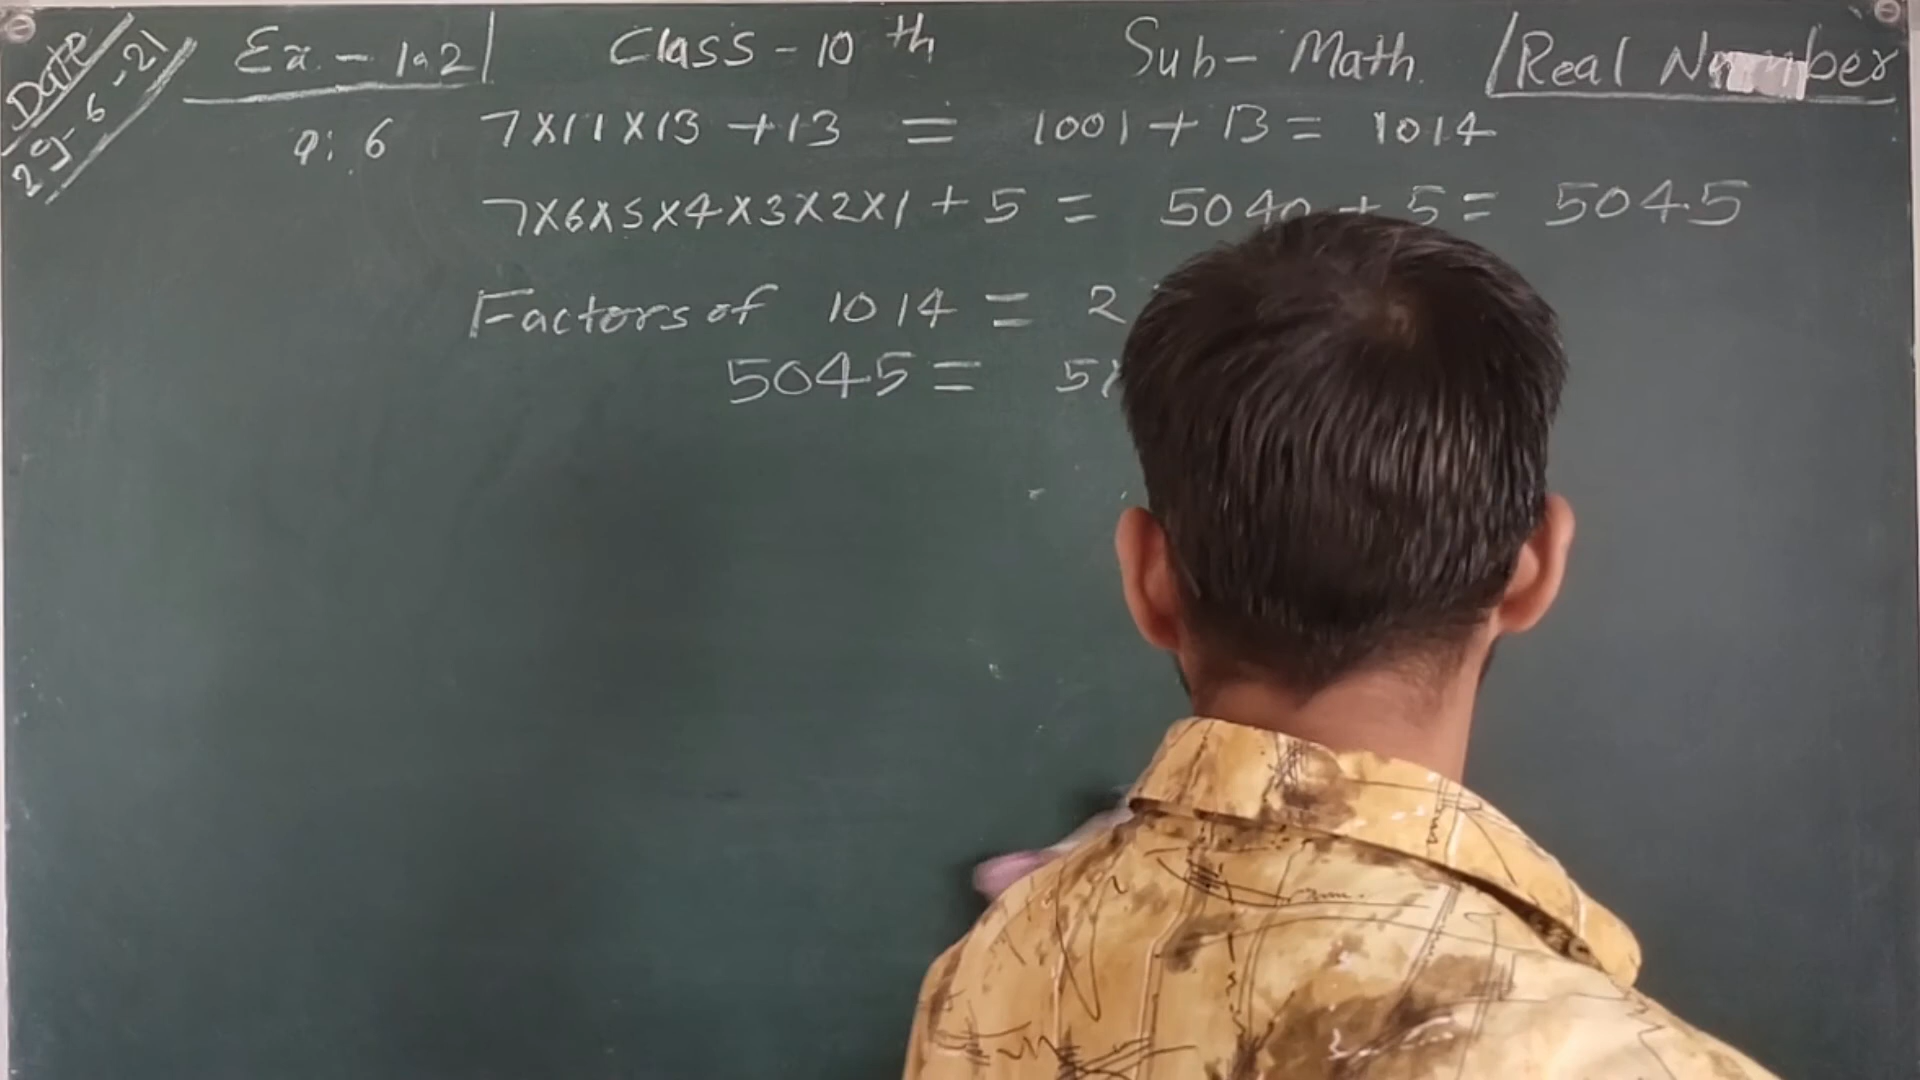 Date
29-6-21
Ex. - 1.2
Class - 10 th
Sub - Math.
Real Number
Q: 6
7×11×13 +13 = 1001 + 13 = 1014
7×6×5×4×3×2×1 + 5 = 5040 + 5 = 5045
Factors of 1014 = 2
5045 = 5×